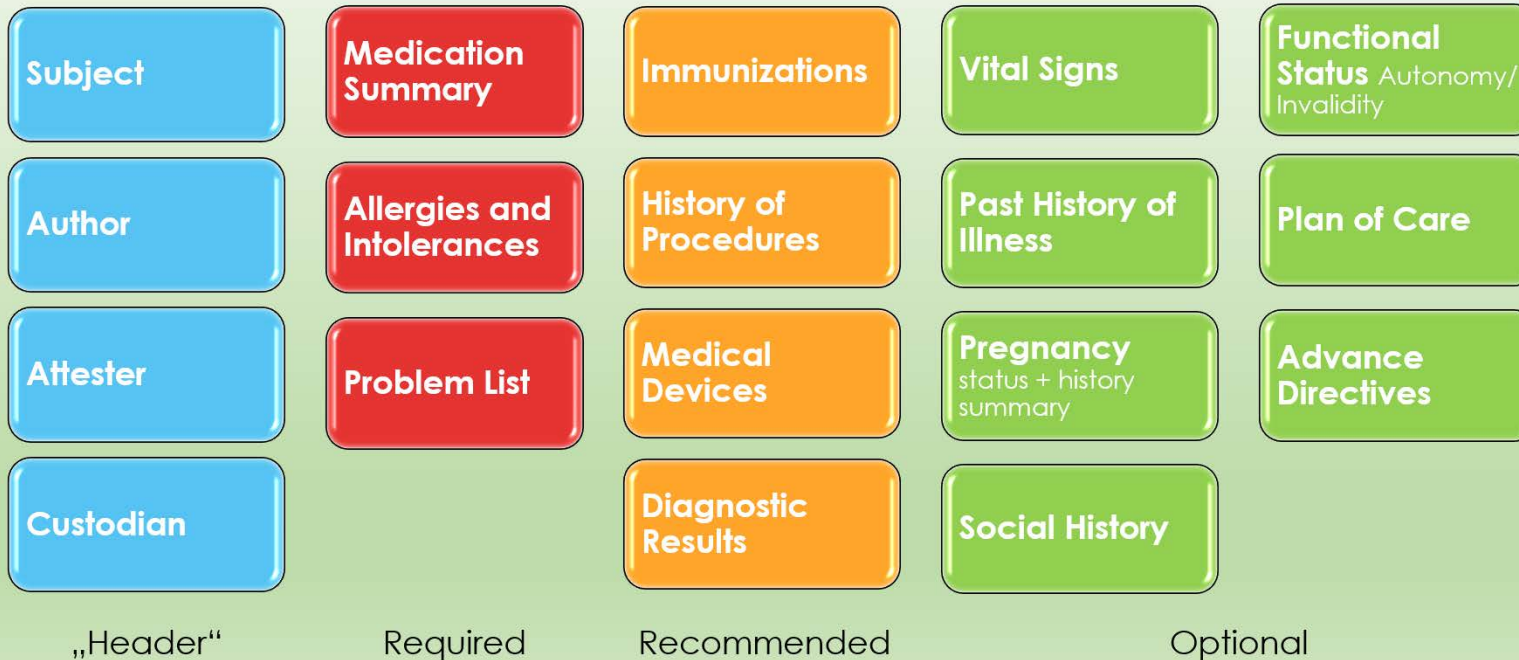 Subject
Author
Attester
Custodian
„Header“
Medication
Summary
Allergies and
Intolerances
Problem List
Required
Immunizations
History of
Procedures
Medical
Devices
Diagnostic
Results
Recommended
Vital Signs
Past History of
Illness
Pregnancy
status + history
summary
Social History
Functional
Status Autonomy/
Invalidity
Plan of Care
Advance
Directives
Optional